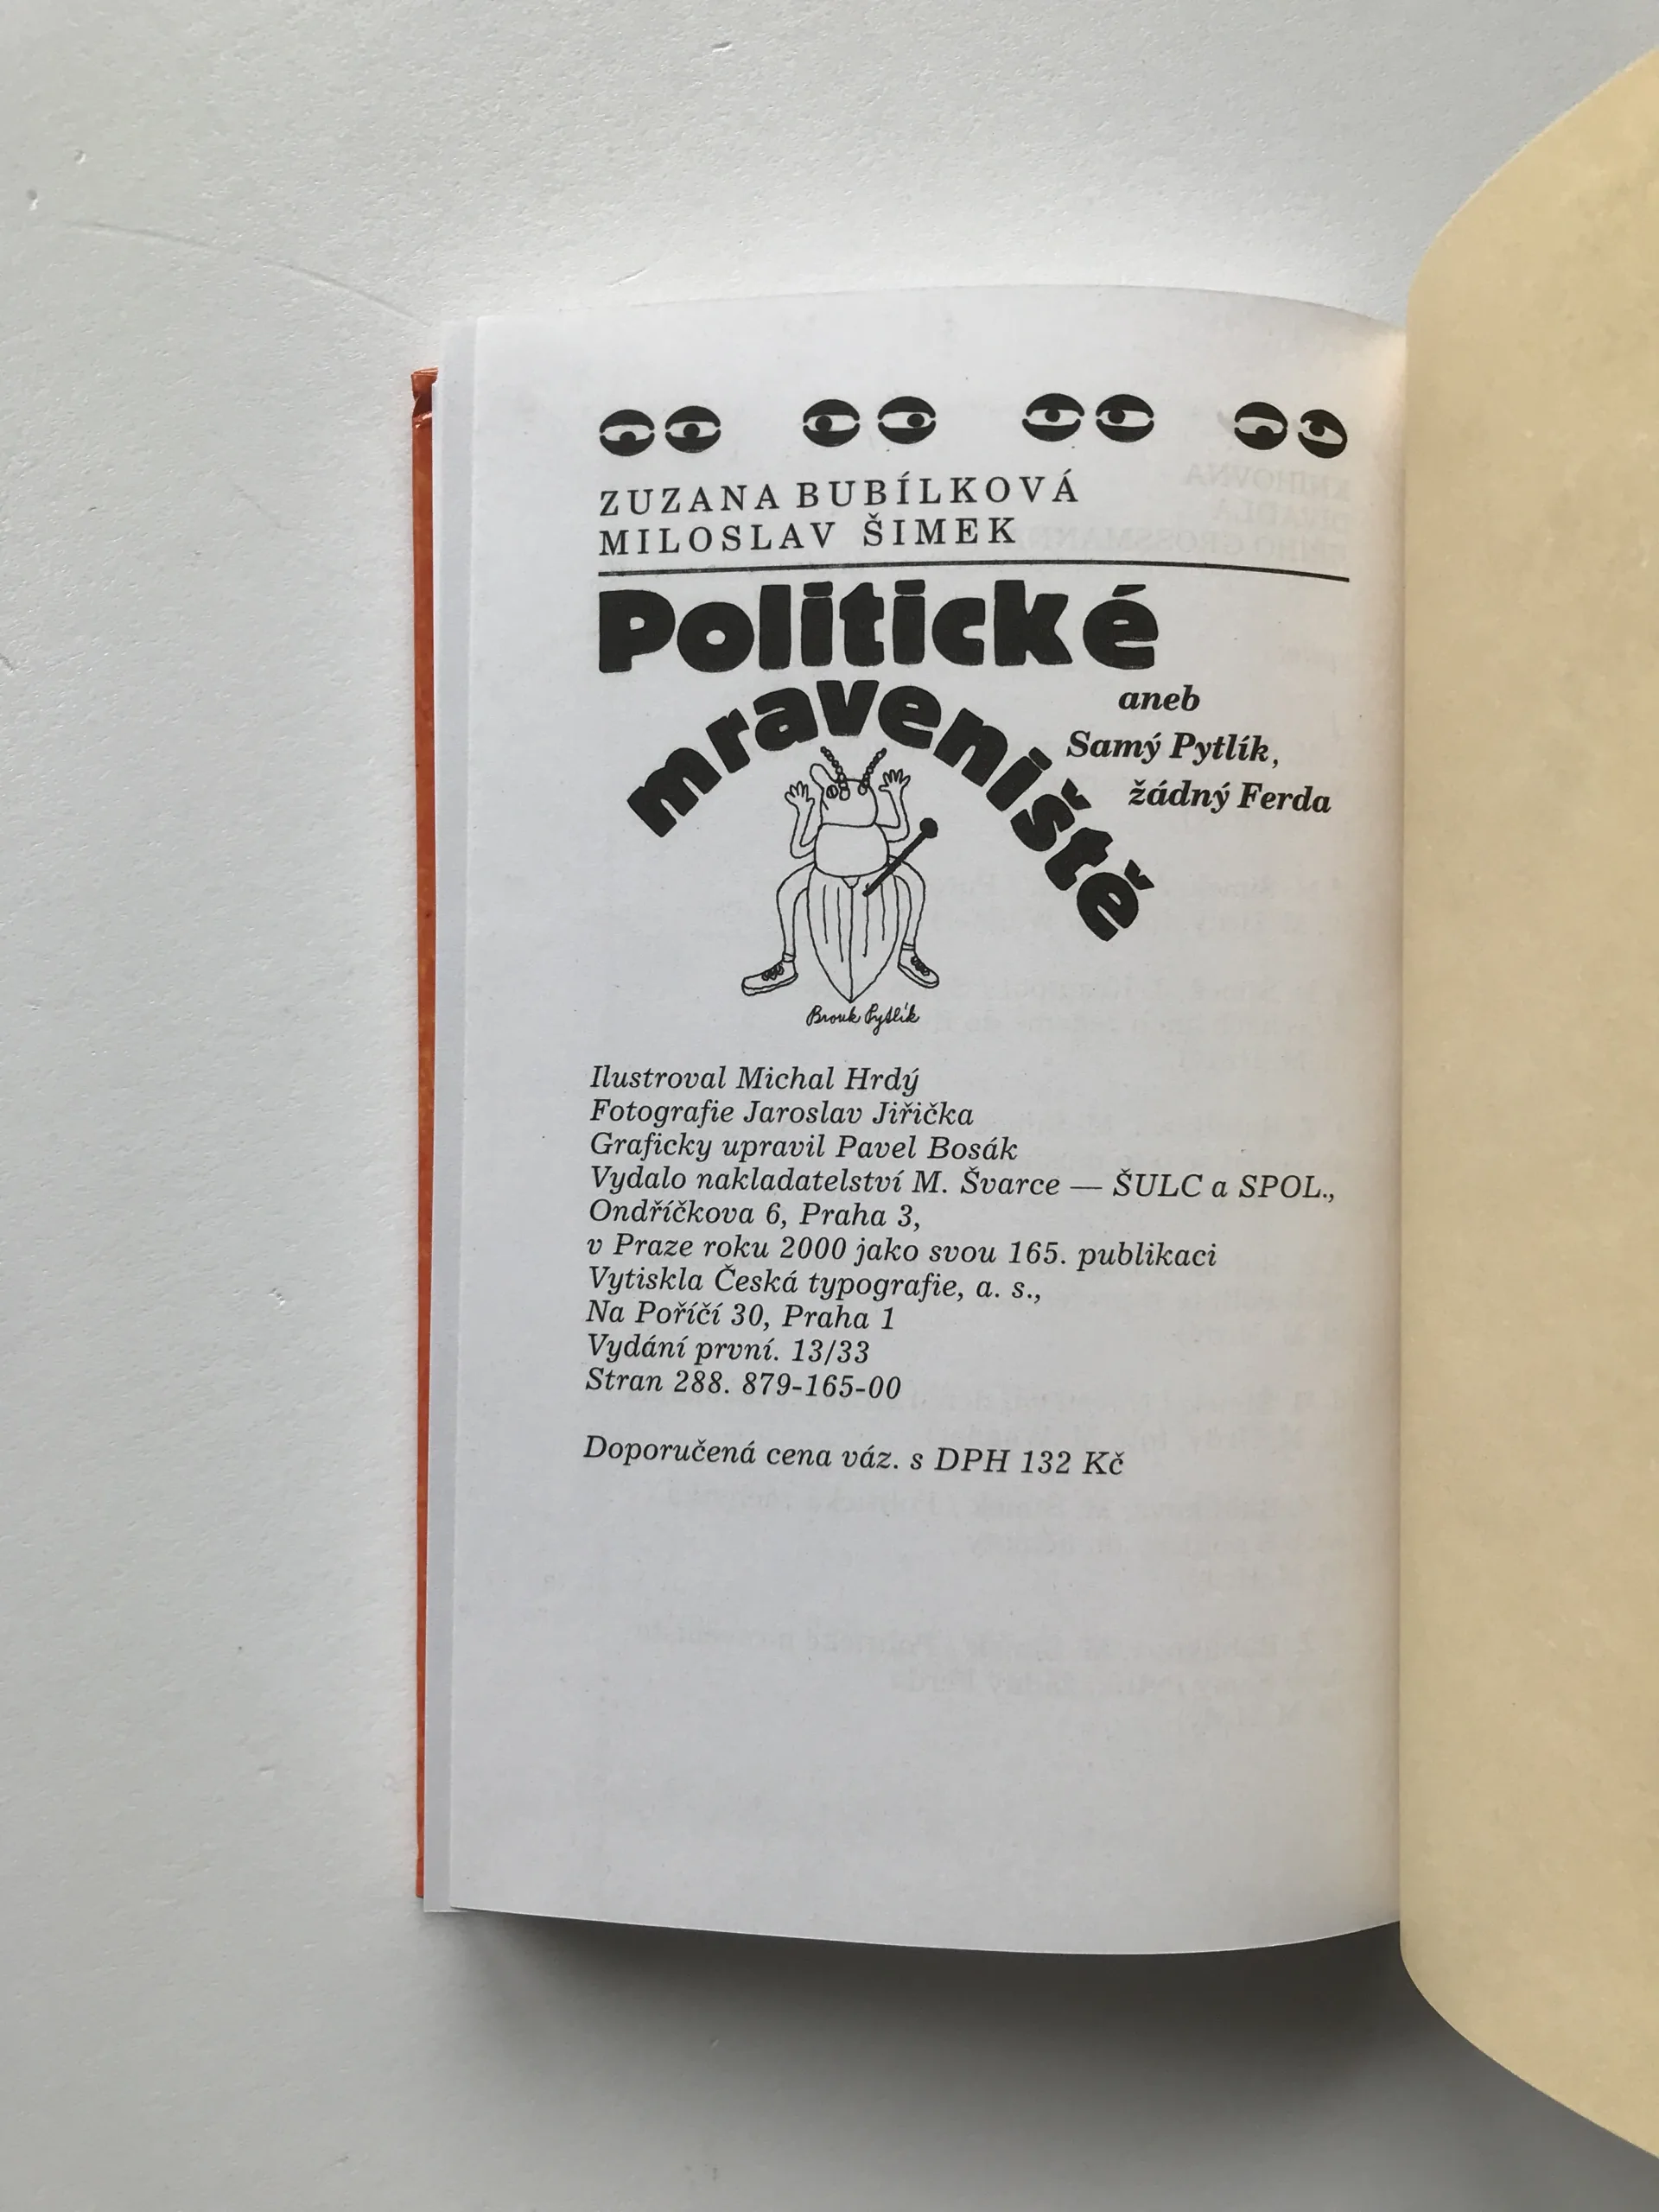 ZUZANA BUBÍLKOVÁ
MILOSLAV ŠIMEK
Politické
mraveniště
aneb
Samý Pytlík,
žádný Ferda
Brouk Pytlík
Ilustroval Michal Hrdý
Fotografie Jaroslav Jiřička
Graficky upravil Pavel Bosák
Vydalo nakladatelství M. Švarce — ŠULC a SPOL.,
Ondříčkova 6, Praha 3,
v Praze roku 2000 jako svou 165. publikaci
Vytiskla Česká typografie, a. s.,
Na Poříčí 30, Praha 1
Vydání první. 13/33
Stran 288. 879-165-00
Doporučená cena váz. s DPH 132 Kč